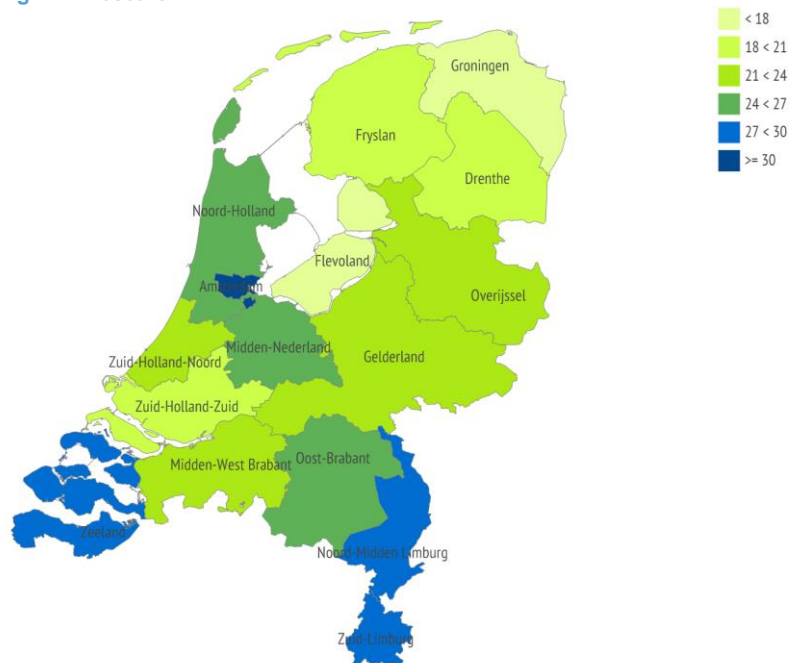 < 18
18 < 21
21 < 24
24 < 27
27 < 30
>= 30
Groningen
Fryslan
Drenthe
Noord-Holland
Flevoland
Amsterdam
Overijssel
Midden-Nederland
Gelderland
Zuid-Holland-Noord
Zuid-Holland-Zuid
Oost-Brabant
Midden-West Brabant
Zeeland
Noord-Midden Limburg
Zuid-Limburg